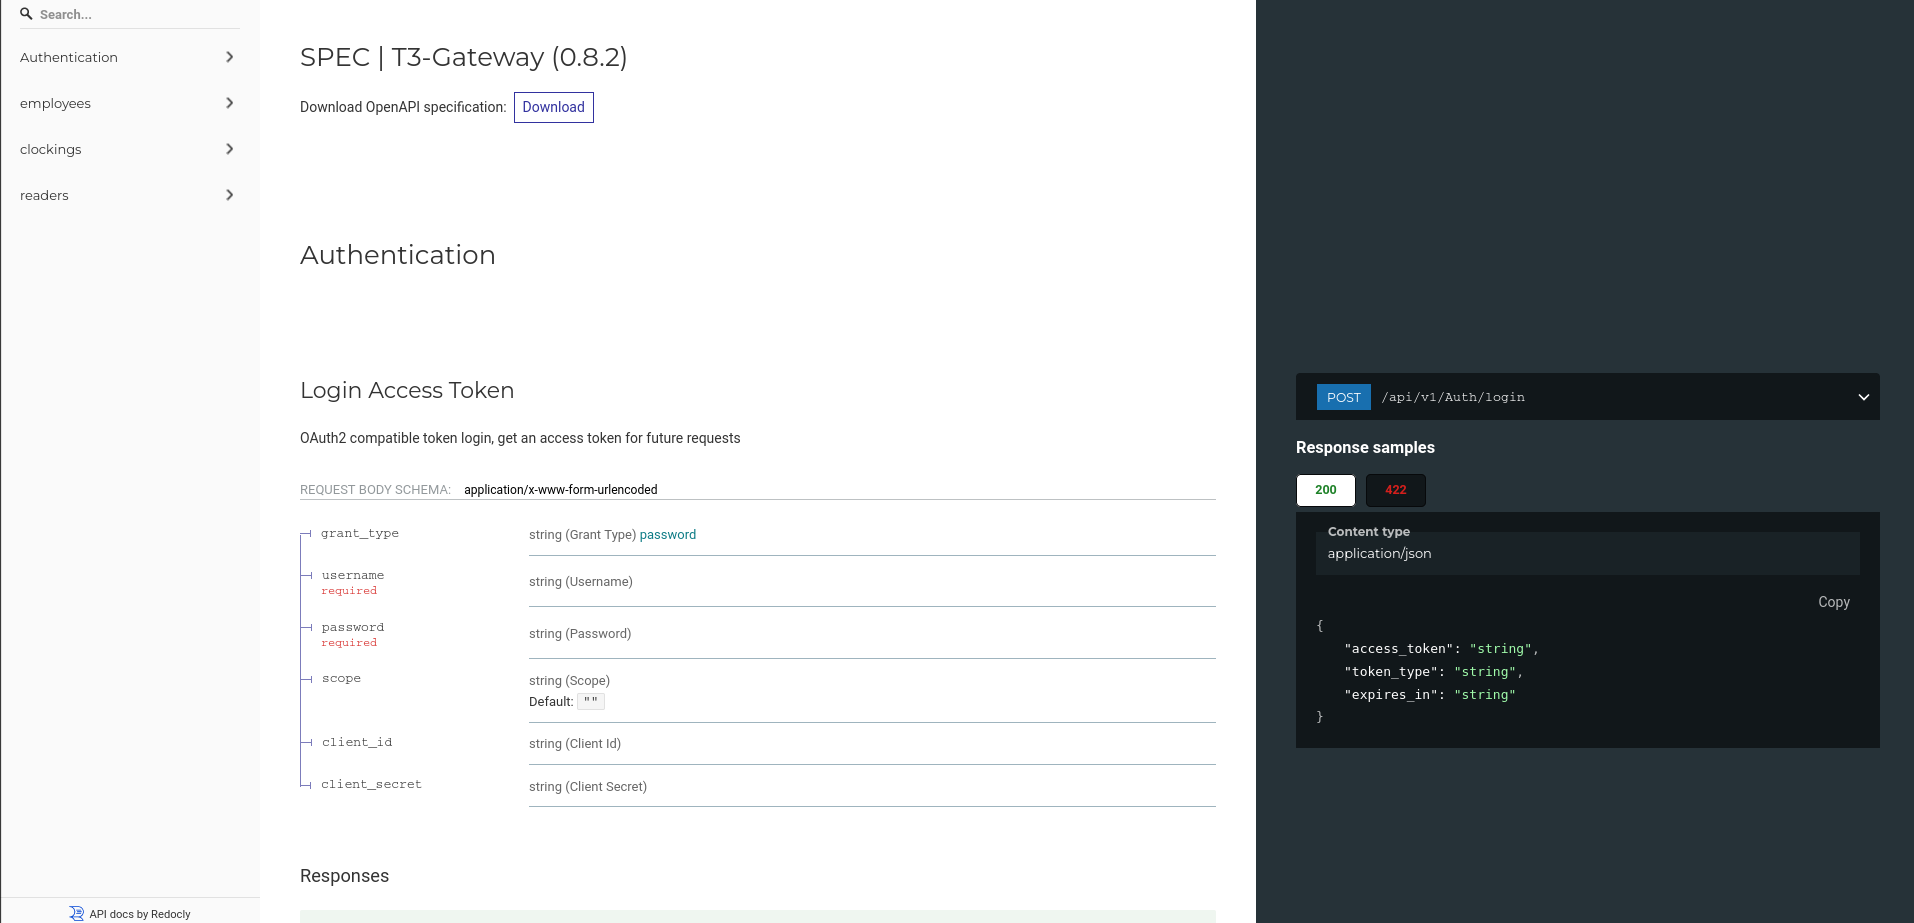 Search...
Authentication
employees
clockings
readers
API docs by Redocly
SPEC | T3-Gateway (0.8.2)
Download OpenAPI specification: Download
Authentication
Login Access Token
OAuth2 compatible token login, get an access token for future requests
REQUEST BODY SCHEMA: application/x-www-form-urlencoded
grant_type string (Grant Type) password
username string (Username)
required
password string (Password)
required
scope string (Scope)
Default: ""
client_id string (Client Id)
client_secret string (Client Secret)
Responses
POST /api/v1/Auth/login
Response samples
200 422
Content type
application/json
Copy
{
"access_token": "string",
"token_type": "string",
"expires_in": "string"
}